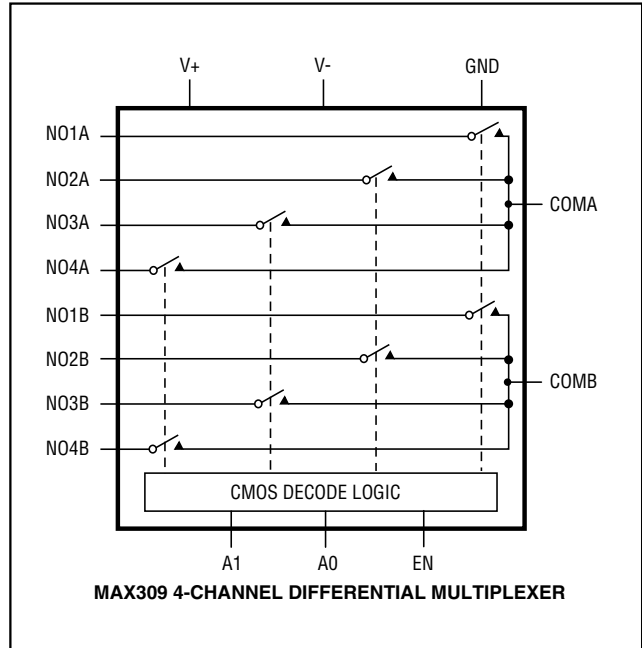 V+ V- GND
NO1A
NO2A
COMA
NO3A
NO4A
NO1B
NO2B
COMB
NO3B
NO4B
CMOS DECODE LOGIC
A1 A0 EN
MAX309 4-CHANNEL DIFFERENTIAL MULTIPLEXER